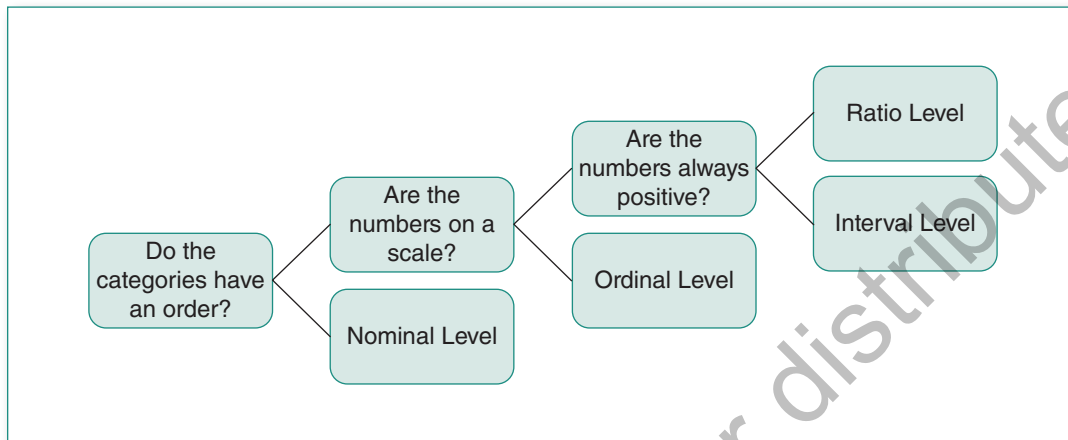 Do the
categories have
an order?
Are the
numbers on a
scale?
Nominal Level
Are the
numbers always
positive?
Ordinal Level
Ratio Level
Interval Level
r distribute